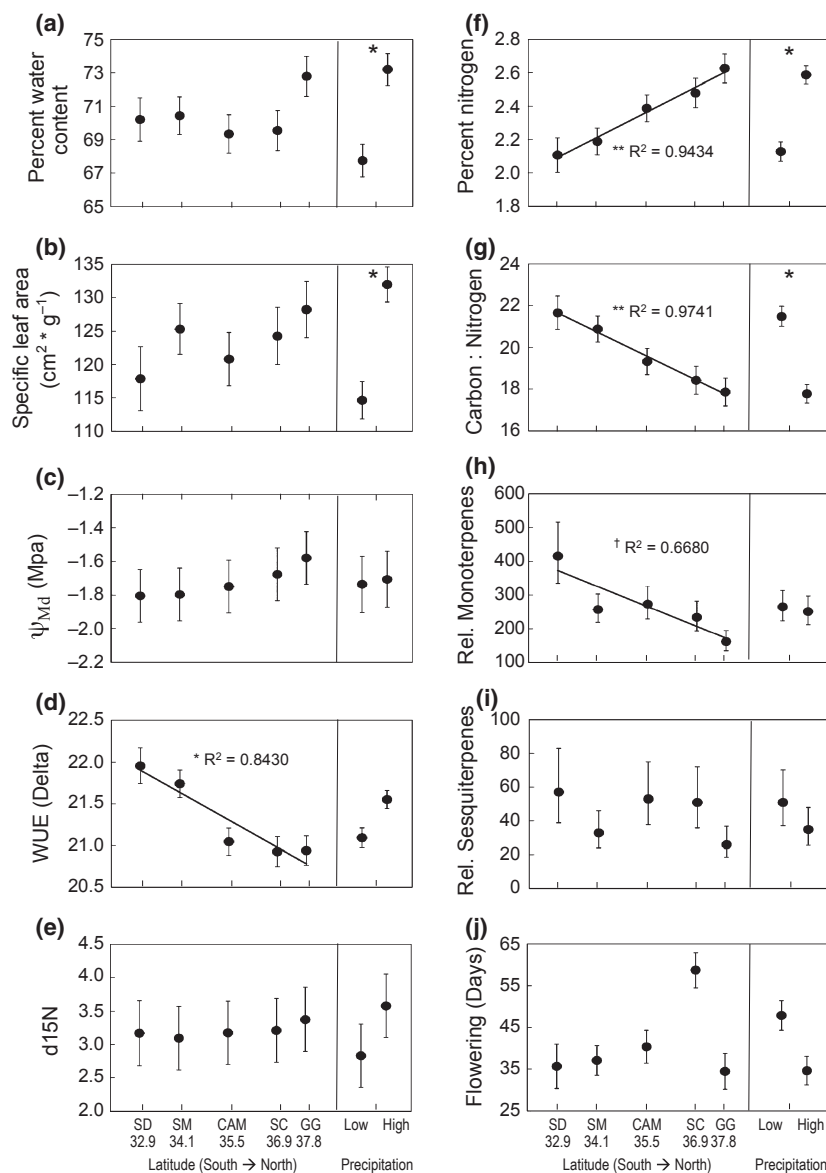 (a)
75
73
71
69
67
65
Percent water
content
*
(b)
135
130
125
120
115
110
Specific leaf area
(cm² * g⁻¹)
*
(c)
–1.2
–1.4
–1.6
–1.8
–2.0
–2.2
ΨMd (Mpa)
(d)
22.5
22.0
21.5
21.0
20.5
WUE (Delta)
* R² = 0.8430
(e)
4.5
4.0
3.5
3.0
2.5
2.0
d15N
SD SM CAM SC GG Low High
32.9 34.1 35.5 36.9 37.8
Latitude (South → North) Precipitation
(f)
3.0
2.6
2.2
1.8
Percent nitrogen
** R² = 0.9434
*
(g)
24
22
20
18
16
Carbon : Nitrogen
** R² = 0.9741
*
(h)
600
500
400
300
200
100
Rel. Monoterpenes
† R² = 0.6680
(i)
100
80
60
40
20
0
Rel. Sesquiterpenes
(j)
65
55
45
35
25
Flowering (Days)
SD SM CAM SC GG Low High
32.9 34.1 35.5 36.9 37.8
Latitude (South → North) Precipitation